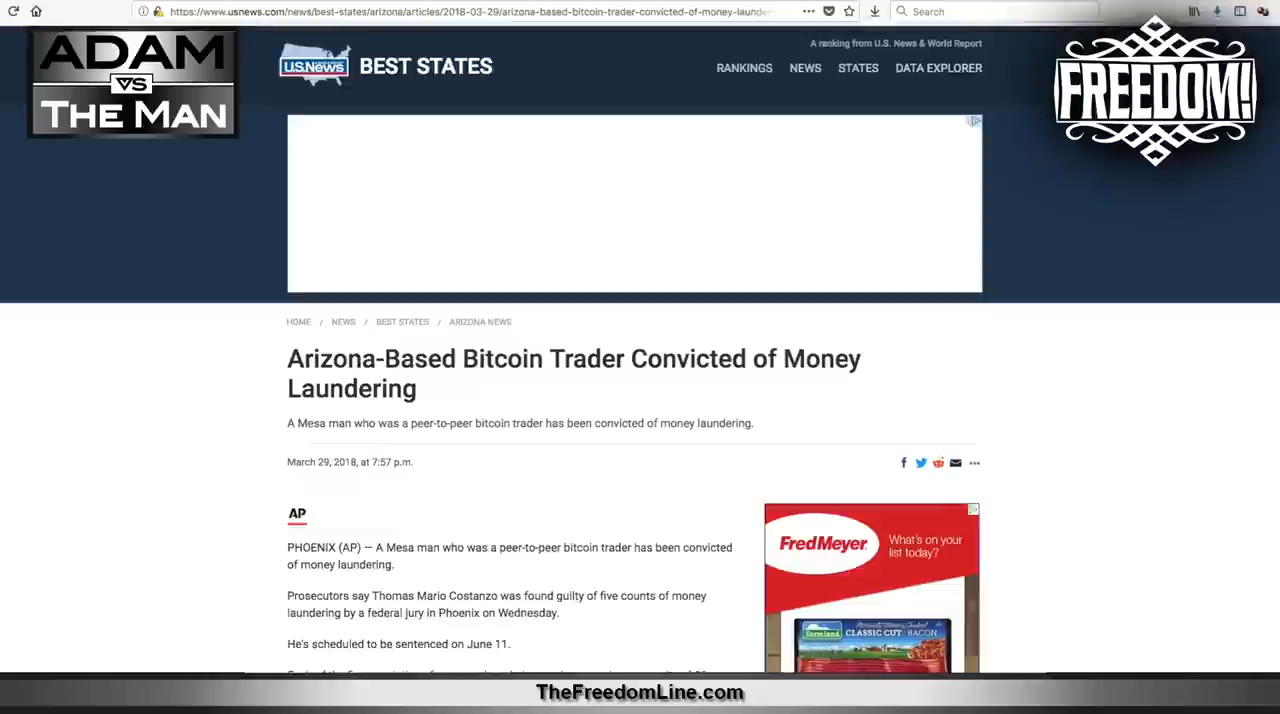 https://www.usnews.com/news/best-states/arizona/articles/2018-03-29/arizona-based-bitcoin-trader-convicted-of-money-launde
Search
ADAM
VS
THE MAN
U.S.News
BEST STATES
A ranking from U.S. News & World Report
RANKINGS NEWS STATES DATA EXPLORER
FREEDOM!
HOME / NEWS / BEST STATES / ARIZONA NEWS
Arizona-Based Bitcoin Trader Convicted of Money
Laundering
A Mesa man who was a peer-to-peer bitcoin trader has been convicted of money laundering.
March 29, 2018, at 7:57 p.m.
AP
PHOENIX (AP) — A Mesa man who was a peer-to-peer bitcoin trader has been convicted
of money laundering.
Prosecutors say Thomas Mario Costanzo was found guilty of five counts of money
laundering by a federal jury in Phoenix on Wednesday.
He's scheduled to be sentenced on June 11.
Fred Meyer
What's on your
list today?
Farmland
CLASSIC CUT BACON
TheFreedomLine.com